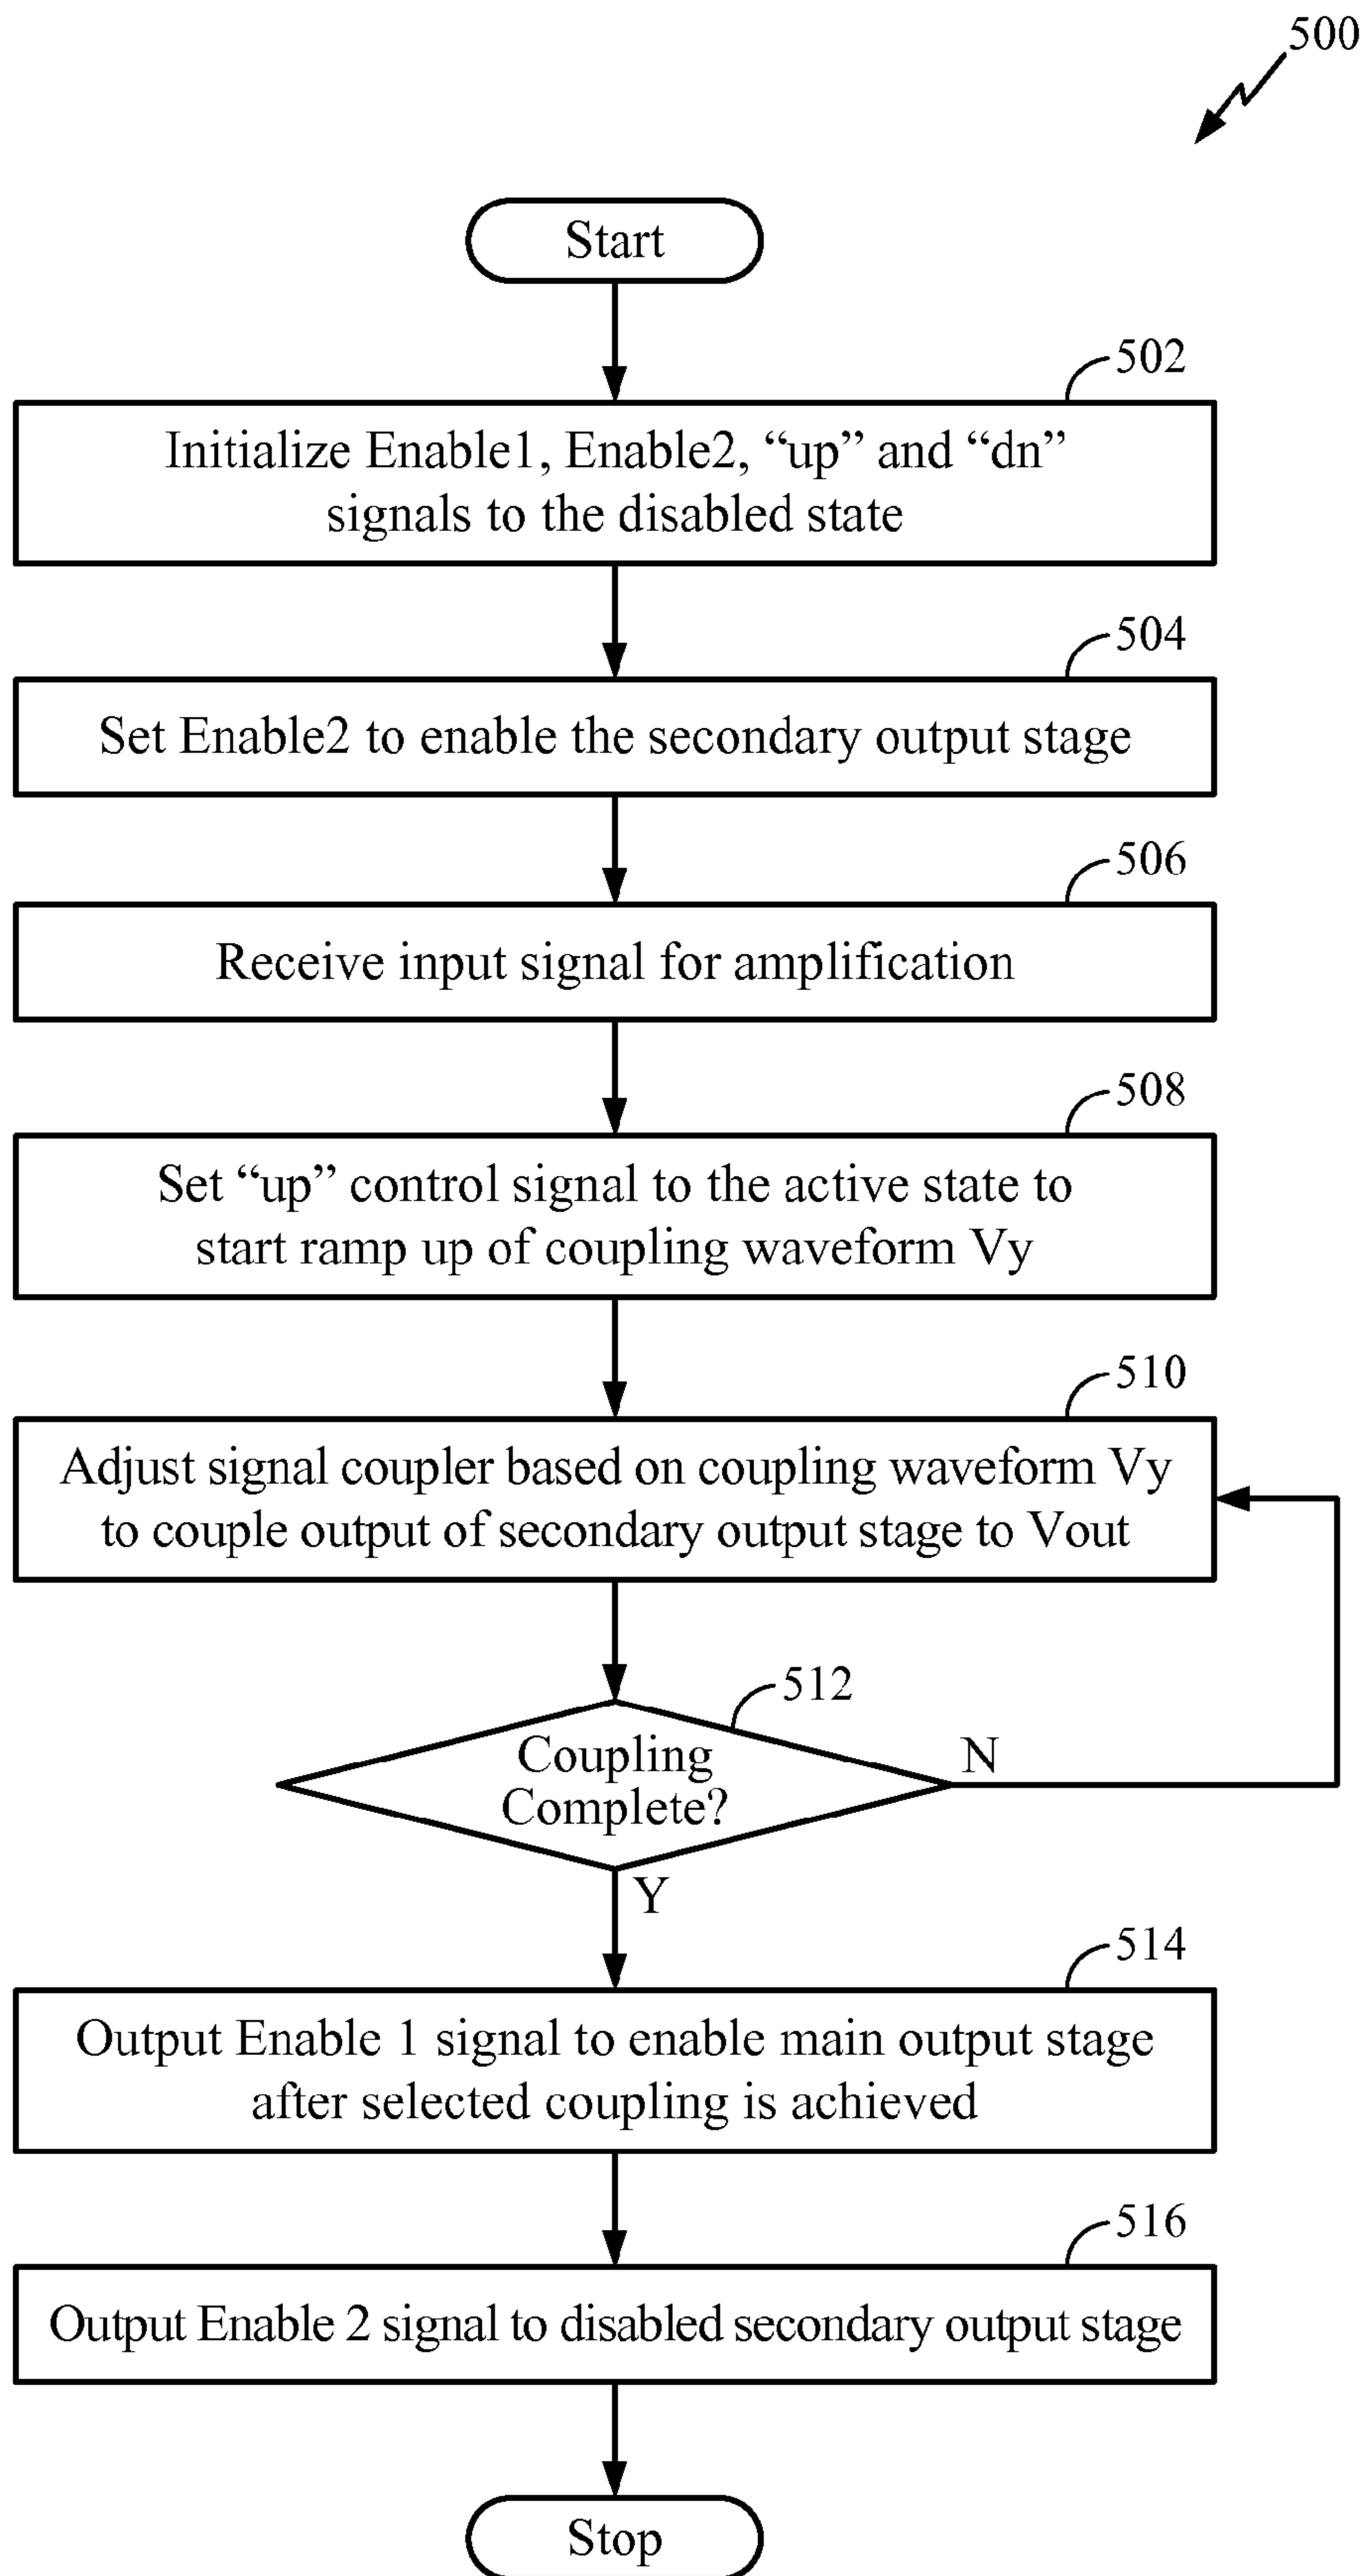 500
Start
502
Initialize Enable1, Enable2, “up” and “dn”
signals to the disabled state
504
Set Enable2 to enable the secondary output stage
506
Receive input signal for amplification
508
Set “up” control signal to the active state to
start ramp up of coupling waveform Vy
510
Adjust signal coupler based on coupling waveform Vy
to couple output of secondary output stage to Vout
512
Coupling
Complete?
N
Y
514
Output Enable 1 signal to enable main output stage
after selected coupling is achieved
516
Output Enable 2 signal to disabled secondary output stage
Stop